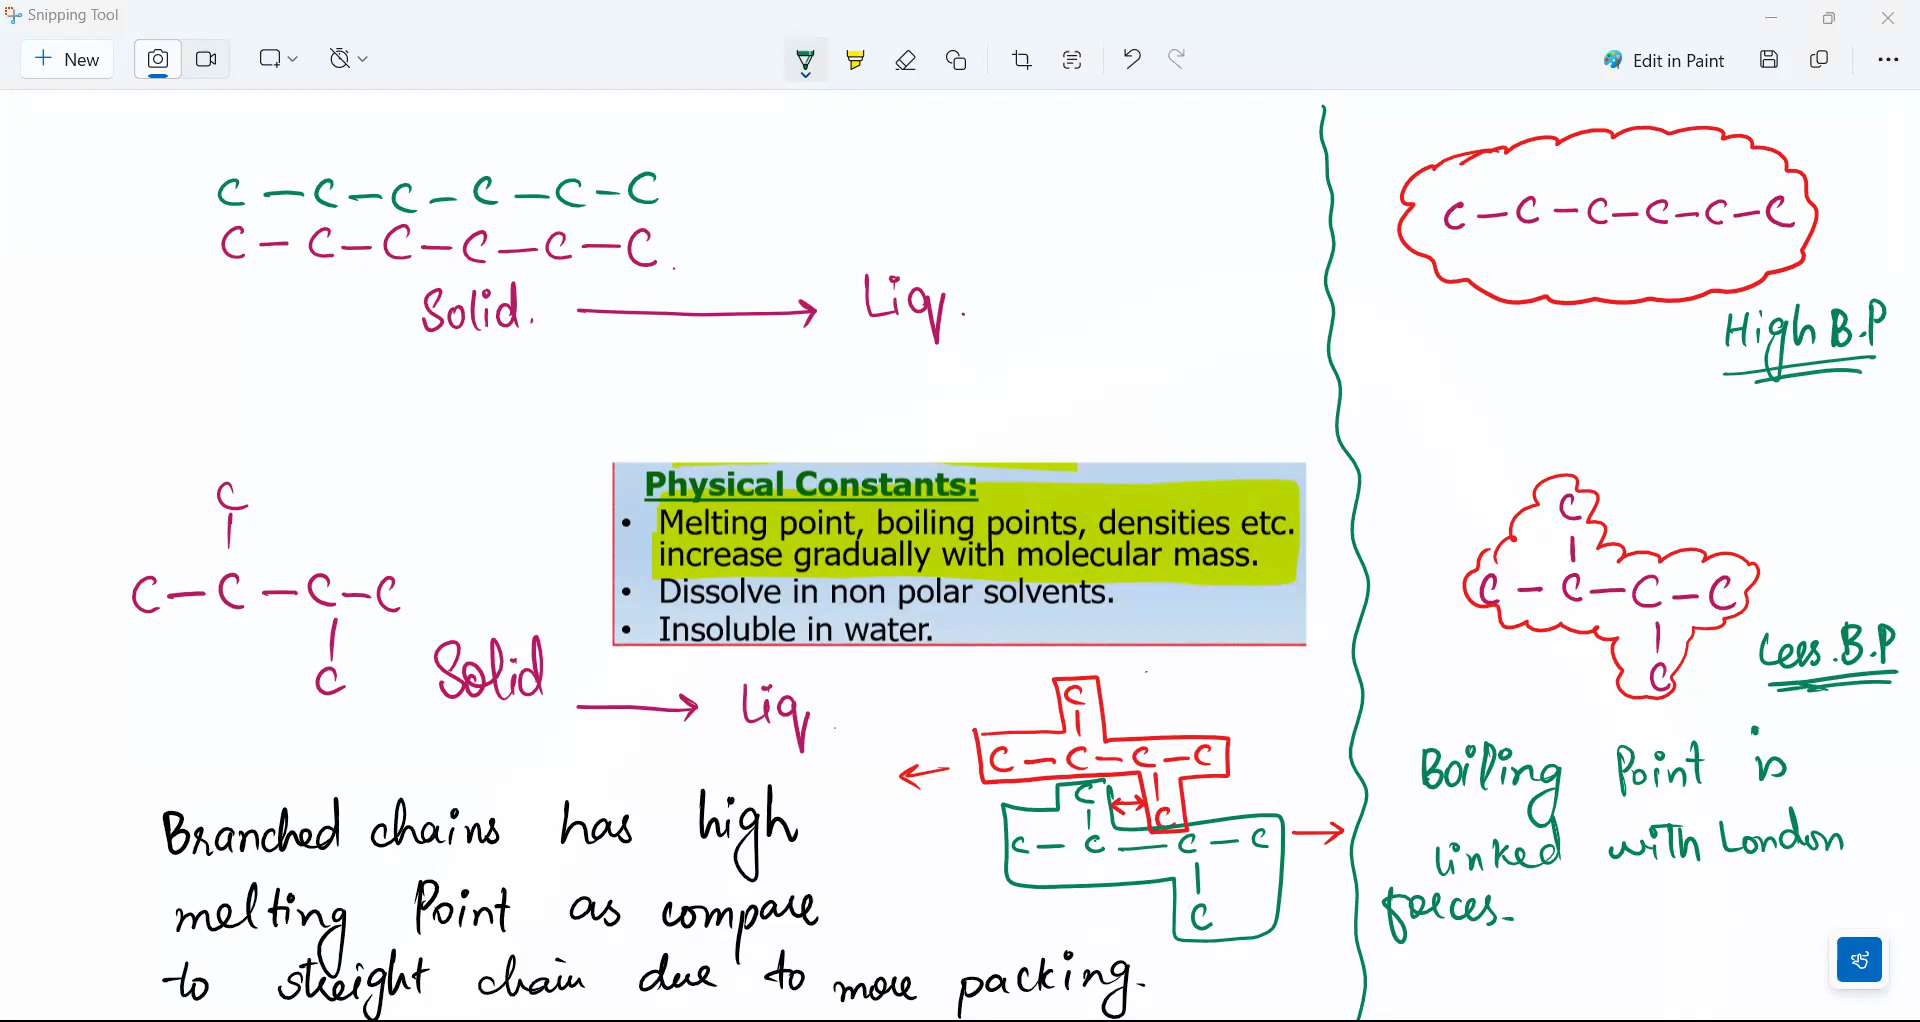 Snipping Tool
New
Edit in Paint
C - C - C - C - C - C
C - C - C - C - C - C
Solid. → Liq.
C - C - C - C - C - C
High B.P
Physical Constants:
• Melting point, boiling points, densities etc.
increase gradually with molecular mass.
• Dissolve in non polar solvents.
• Insoluble in water.
C
C - C - C - C
C
Solid → Liq
C
C - C - C - C
C
Less.B.P
C
C - C - C - C
C
C
C - C - C - C
C
Branched chains has high
melting Point as compare
to streight chain due to more packing.
Boiling Point is
linked with London
forces.